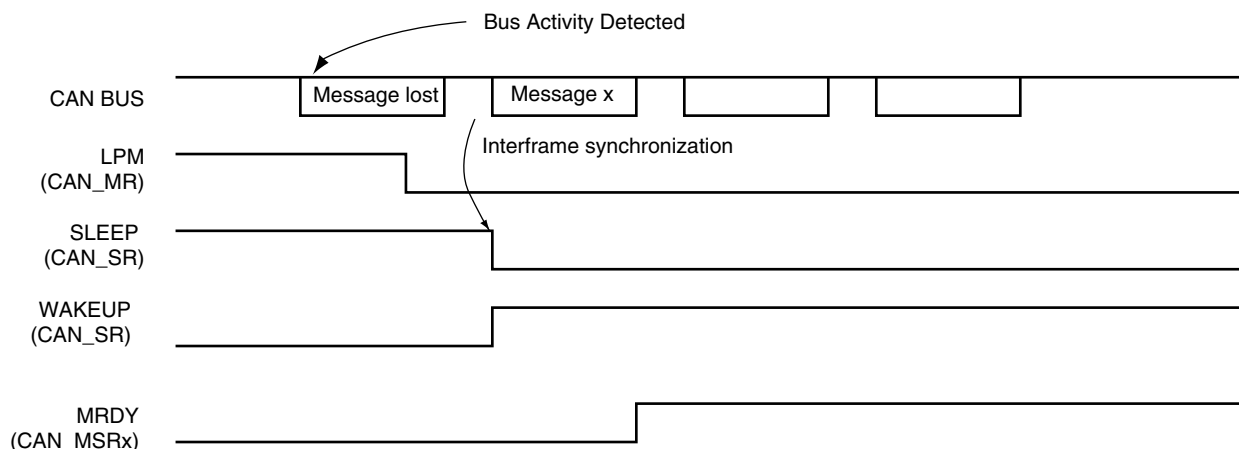 Bus Activity Detected
CAN BUS
Message lost
Message x
LPM
(CAN_MR)
Interframe synchronization
SLEEP
(CAN_SR)
WAKEUP
(CAN_SR)
MRDY
(CAN_MSRx)